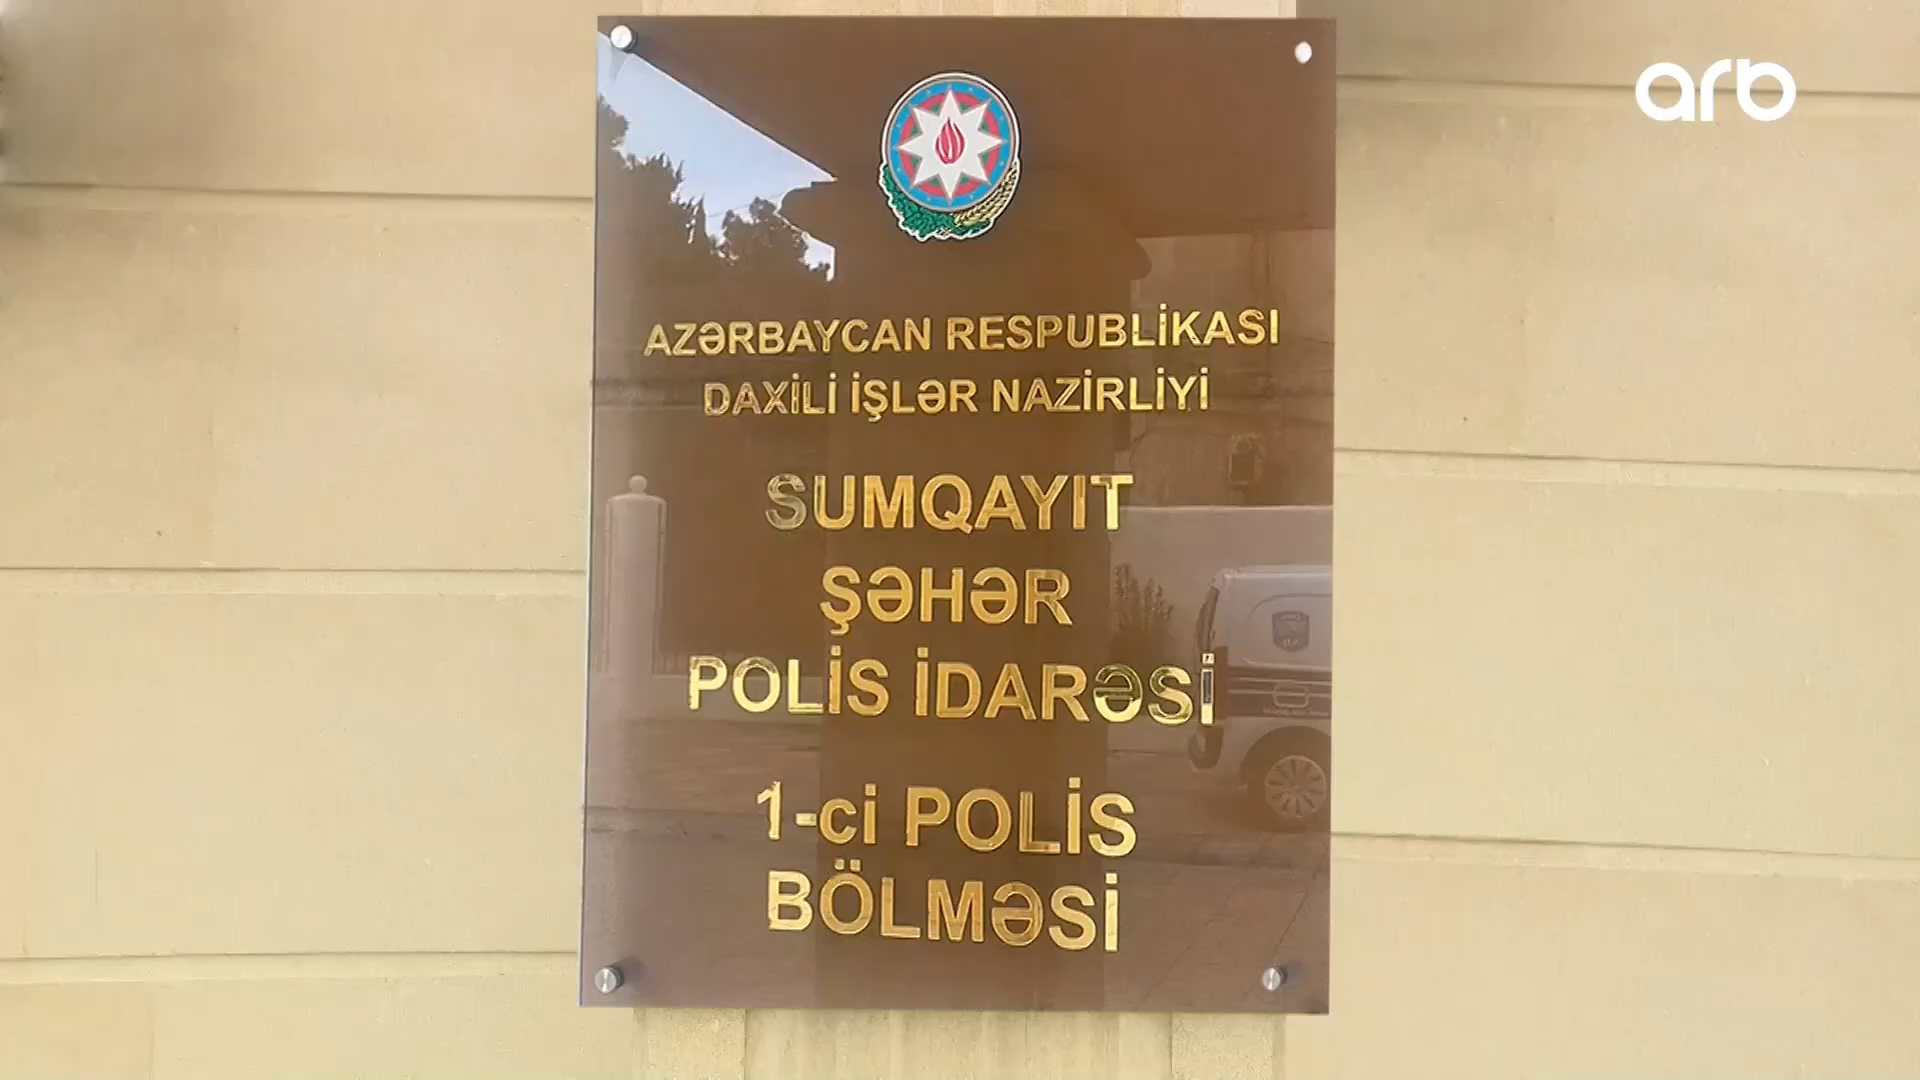 arb
AZƏRBAYCAN RESPUBLİKASI
DAXİLİ İŞLƏR NAZİRLİYİ
SUMQAYIT
ŞƏHƏR
POLİS İDARƏSİ
1-ci POLİS
BÖLMƏSİ